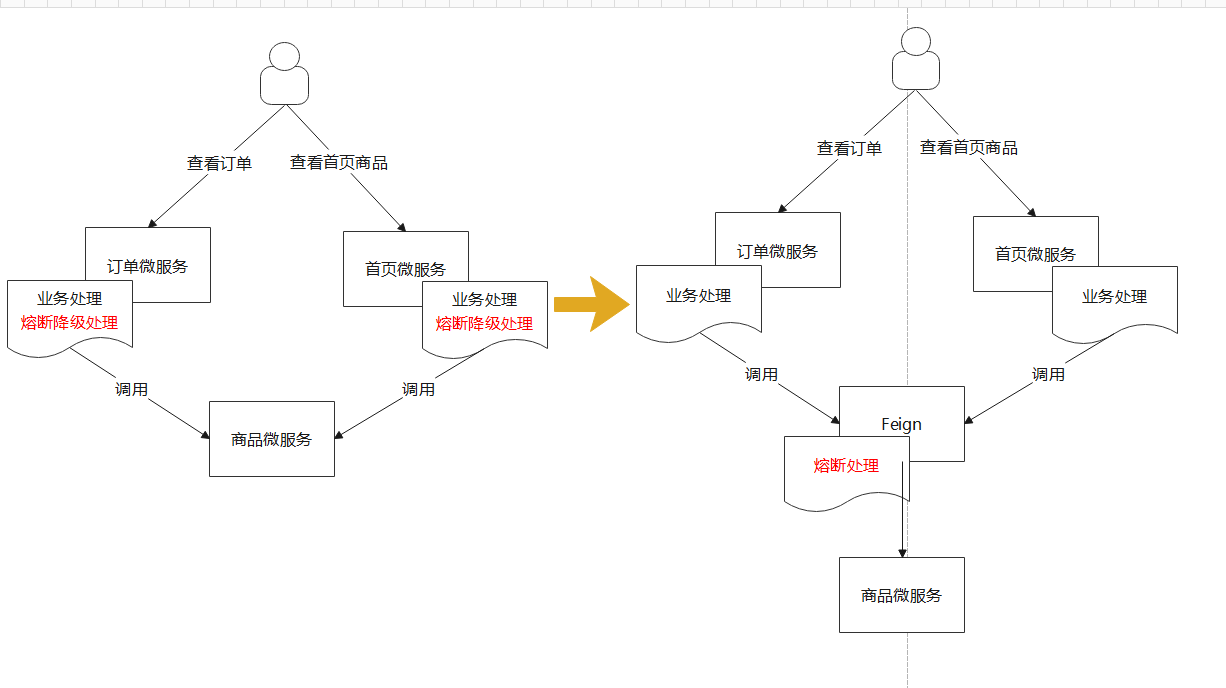 查看订单
查看首页商品
订单微服务
首页微服务
业务处理
熔断降级处理
业务处理
熔断降级处理
调用
调用
商品微服务
查看订单
查看首页商品
订单微服务
首页微服务
业务处理
业务处理
调用
调用
Feign
熔断处理
商品微服务